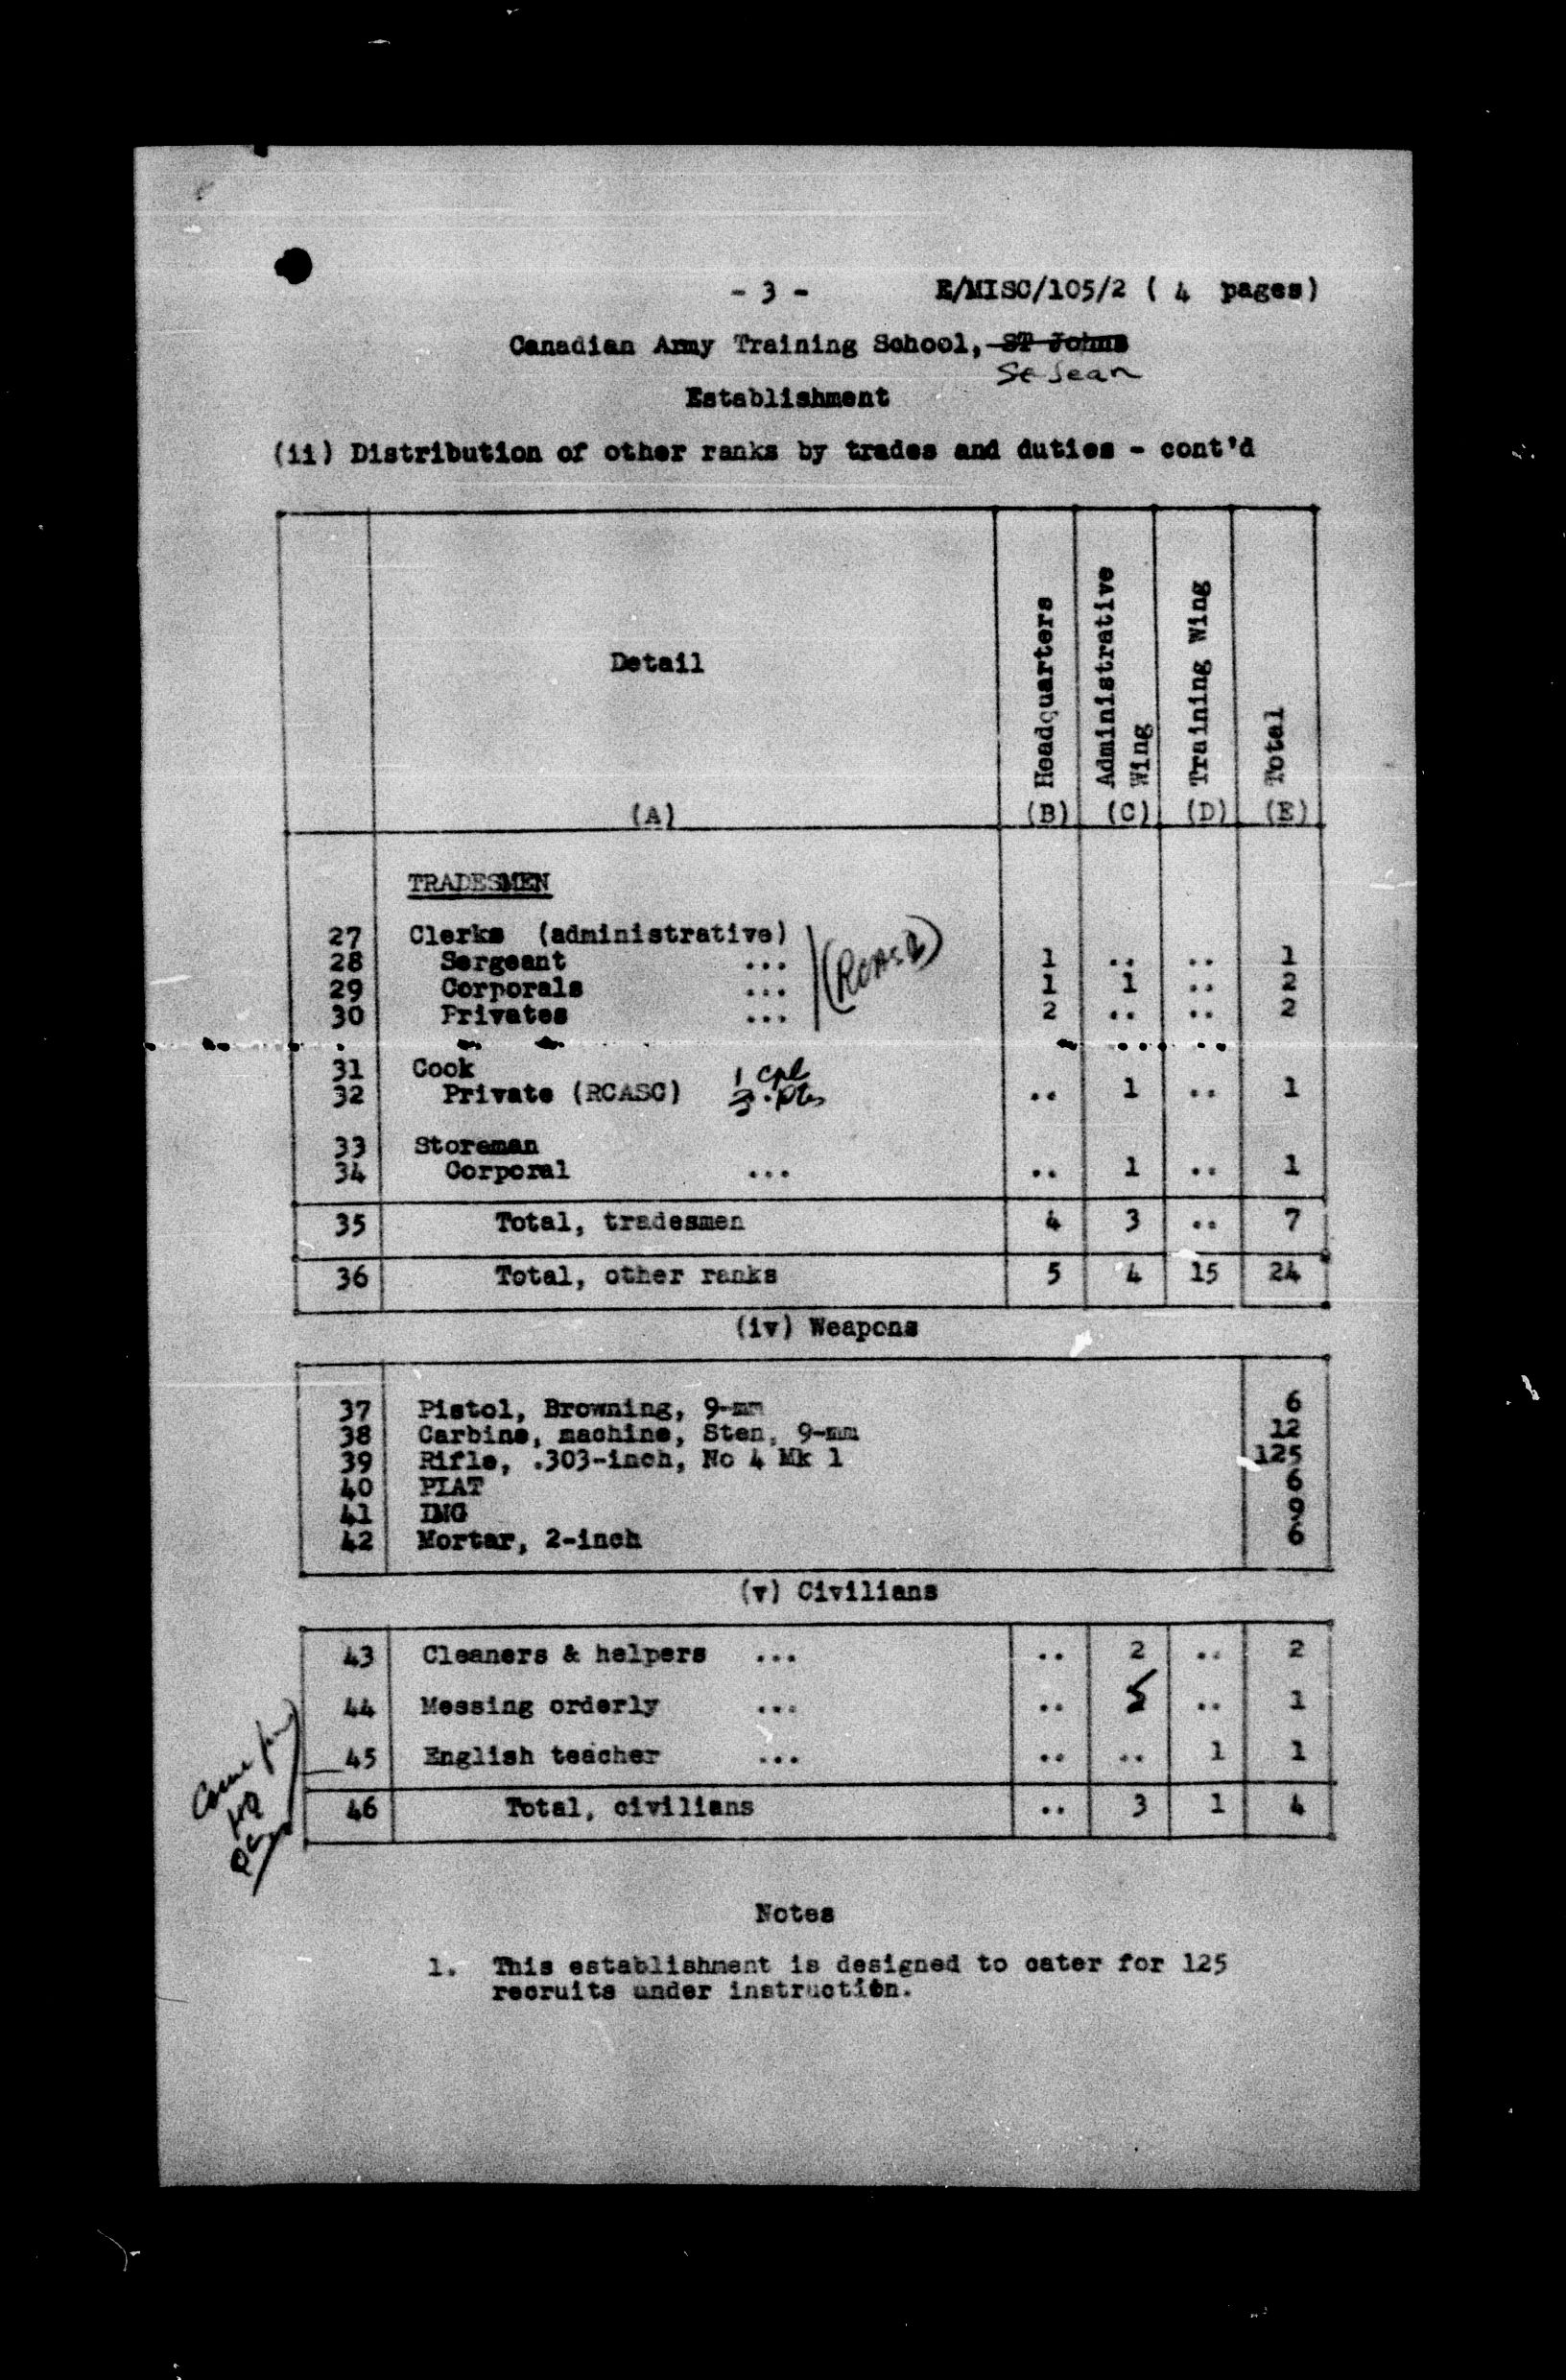 - 3 - E/MISC/105/2 ( 4 pages)
Canadian Army Training School, ST Johns
St Jean
Establishment
(ii) Distribution of other ranks by trades and duties - cont'd
Detail Headquarters Administrative Wing Training Wing Total
(A) (B) (C) (D) (E)
TRADESMEN
27 Clerks (administrative)
28 Sergeant ... 1 .. .. 1
29 Corporals ... 1 1 .. 2
30 Privates ... 2 .. .. 2
31 Cook 1 Cpl
32 Private (RCASC) .. 1 .. 1
33 Storeman
34 Corporal ... .. 1 .. 1
35 Total, tradesmen 4 3 .. 7
36 Total, other ranks 5 4 15 24
(iv) Weapons
37 Pistol, Browning, 9-mm 6
38 Carbine, machine, Sten, 9-mm 12
39 Rifle, .303-inch, No 4 Mk 1 125
40 PIAT 6
41 LMG 9
42 Mortar, 2-inch 6
(v) Civilians
43 Cleaners & helpers ... .. 2 .. 2
44 Messing orderly ... .. .. 1
45 English teacher ... .. .. 1 1
46 Total, civilians .. 3 1 4
Notes
1. This establishment is designed to cater for 125
recruits under instruction.